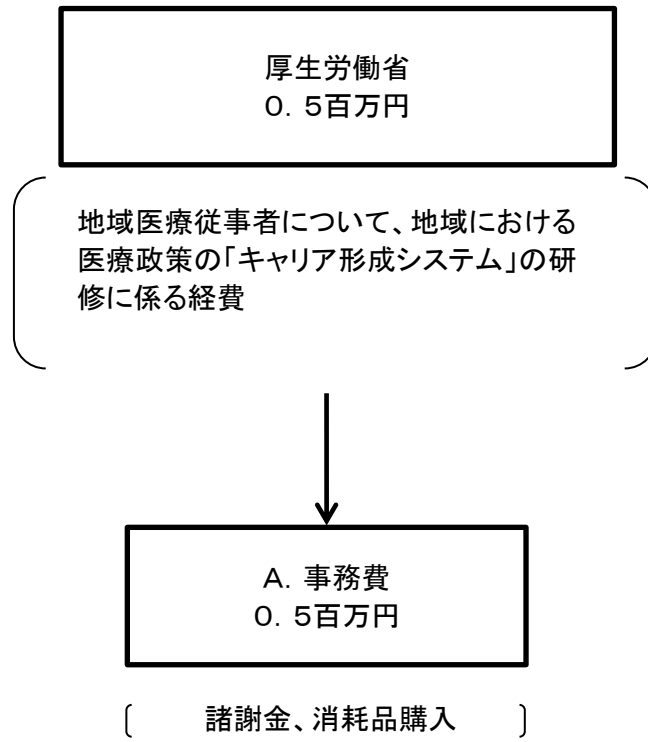 厚生労働省
０．５百万円
地域医療従事者について、地域における
医療政策の「キャリア形成システム」の研
修に係る経費
A．事務費
０．５百万円
〔　諸謝金、消耗品購入　〕